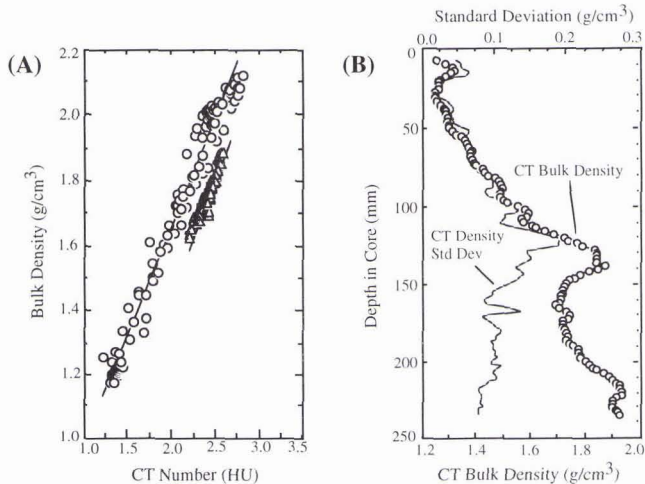 (A)
2.2
2.0
1.8
1.6
1.4
1.2
1.0
Bulk Density (g/cm³)
1.0 1.5 2.0 2.5 3.0 3.5
CT Number (HU)
(B)
Standard Deviation (g/cm³)
0.0 0.1 0.2 0.3
0
50
100
150
200
250
Depth in Core (mm)
CT Bulk Density
CT Density
Std Dev
1.2 1.4 1.6 1.8 2.0
CT Bulk Density (g/cm³)